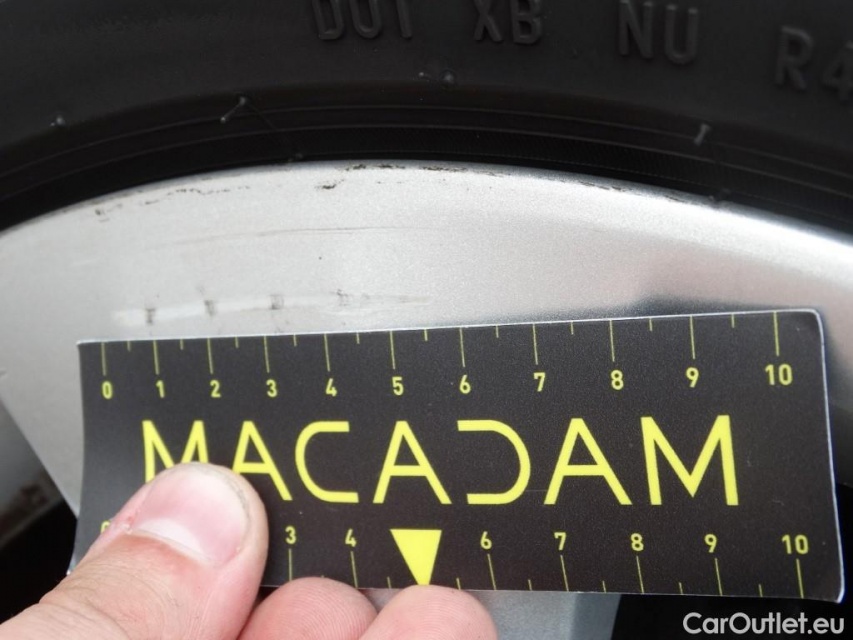 DOT XB NU R4
0 1 2 3 4 5 6 7 8 9 10
MACADAM
3 4 6 7 8 9 10
CarOutlet.eu